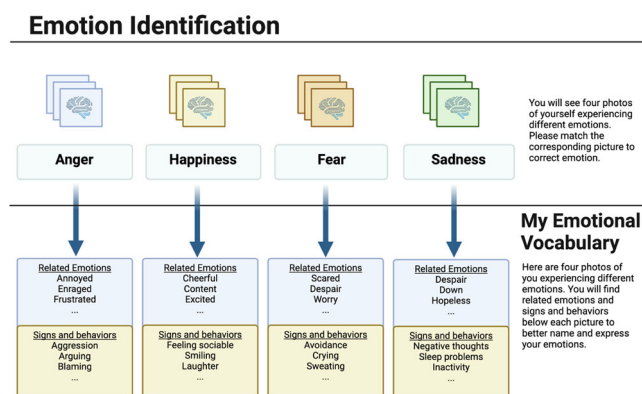 Emotion Identification
You will see four photos
of yourself experiencing
different emotions.
Please match the
corresponding picture to
correct emotion.
Anger
Happiness
Fear
Sadness
My Emotional
Vocabulary
Here are four photos of
you experiencing different
emotions. You will find
related emotions and
signs and behaviors
below each picture to
better name and express
your emotions.
Related Emotions
Annoyed
Enraged
Frustrated
...
Signs and behaviors
Aggression
Arguing
Blaming
...
Related Emotions
Cheerful
Content
Excited
...
Signs and behaviors
Feeling sociable
Smiling
Laughter
...
Related Emotions
Scared
Despair
Worry
...
Signs and behaviors
Avoidance
Crying
Sweating
...
Related Emotions
Despair
Down
Hopeless
...
Signs and behaviors
Negative thoughts
Sleep problems
Inactivity
...